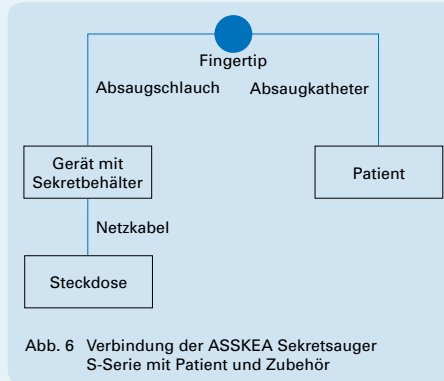 Fingertip
Absaugschlauch
Absaugkatheter
Gerät mit
Sekretbehälter
Patient
Netzkabel
Steckdose
Abb. 6 Verbindung der ASSKEA Sekretsauger
S-Serie mit Patient und Zubehör